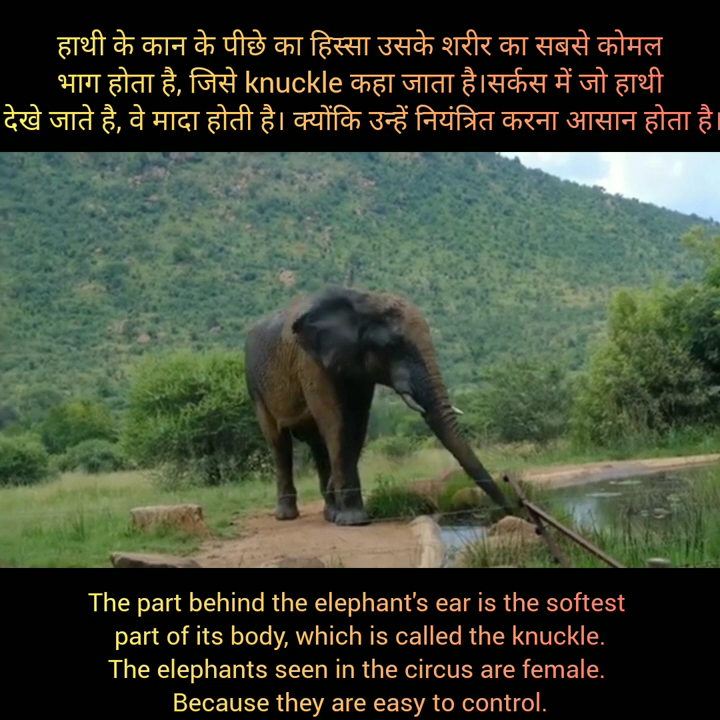 हाथी के कान के पीछे का हिस्सा उसके शरीर का सबसे कोमल
भाग होता है, जिसे knuckle कहा जाता है।सर्कस में जो हाथी
देखे जाते है, वे मादा होती है। क्योंकि उन्हें नियंत्रित करना आसान होता है।
The part behind the elephant's ear is the softest
part of its body, which is called the knuckle.
The elephants seen in the circus are female.
Because they are easy to control.